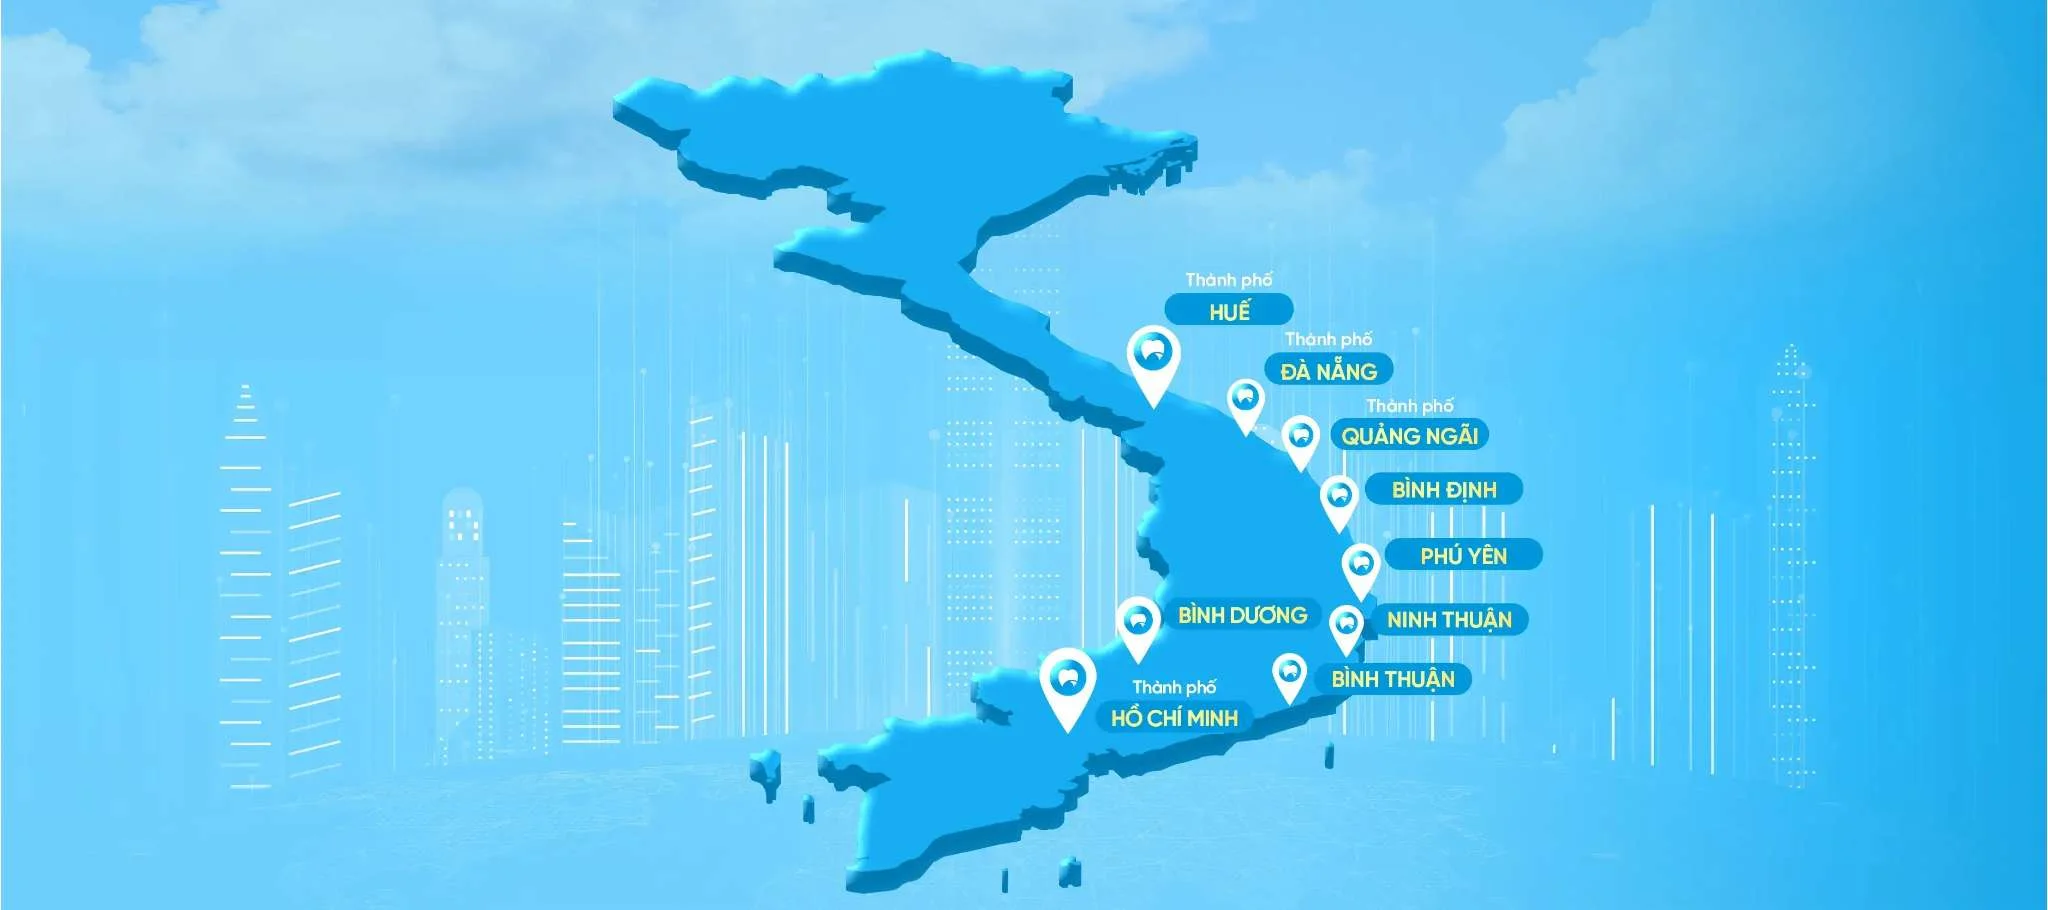 Thành phố
HUẾ
Thành phố
ĐÀ NẴNG
Thành phố
QUẢNG NGÃI
BÌNH ĐỊNH
PHÚ YÊN
BÌNH DƯƠNG
NINH THUẬN
BÌNH THUẬN
Thành phố
HỒ CHÍ MINH